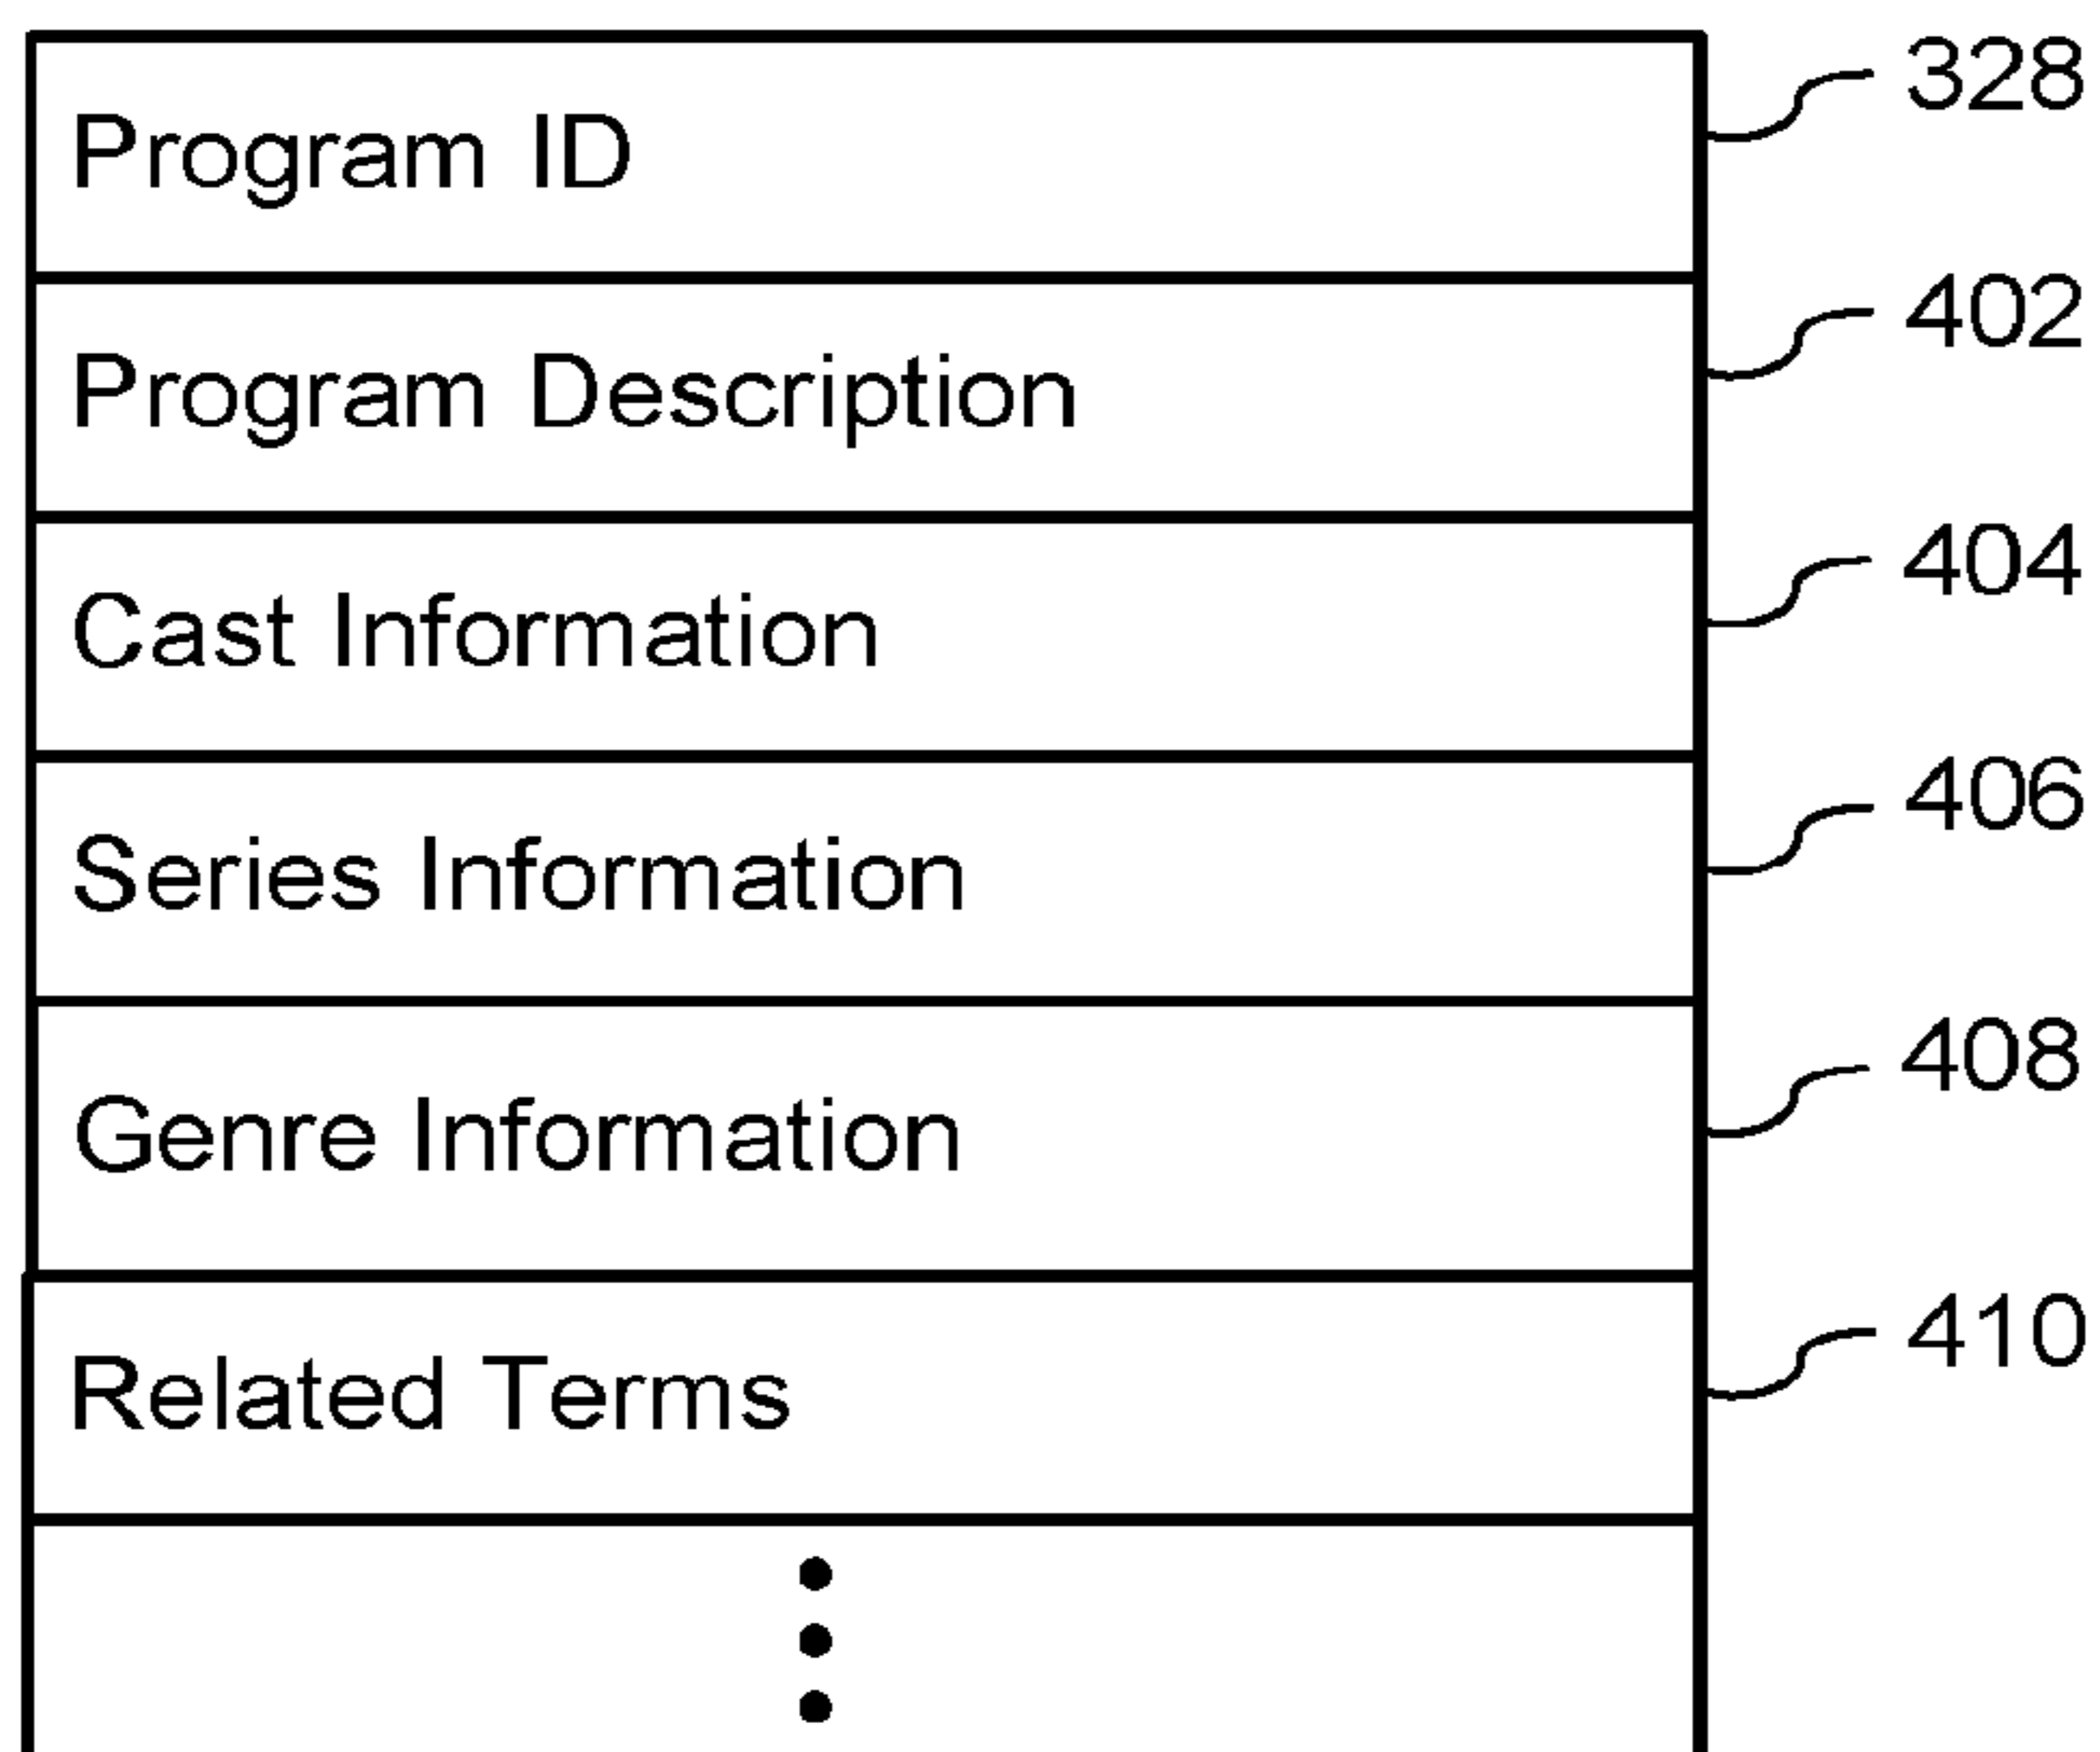 Program ID 328
Program Description 402
Cast Information 404
Series Information 406
Genre Information 408
Related Terms 410